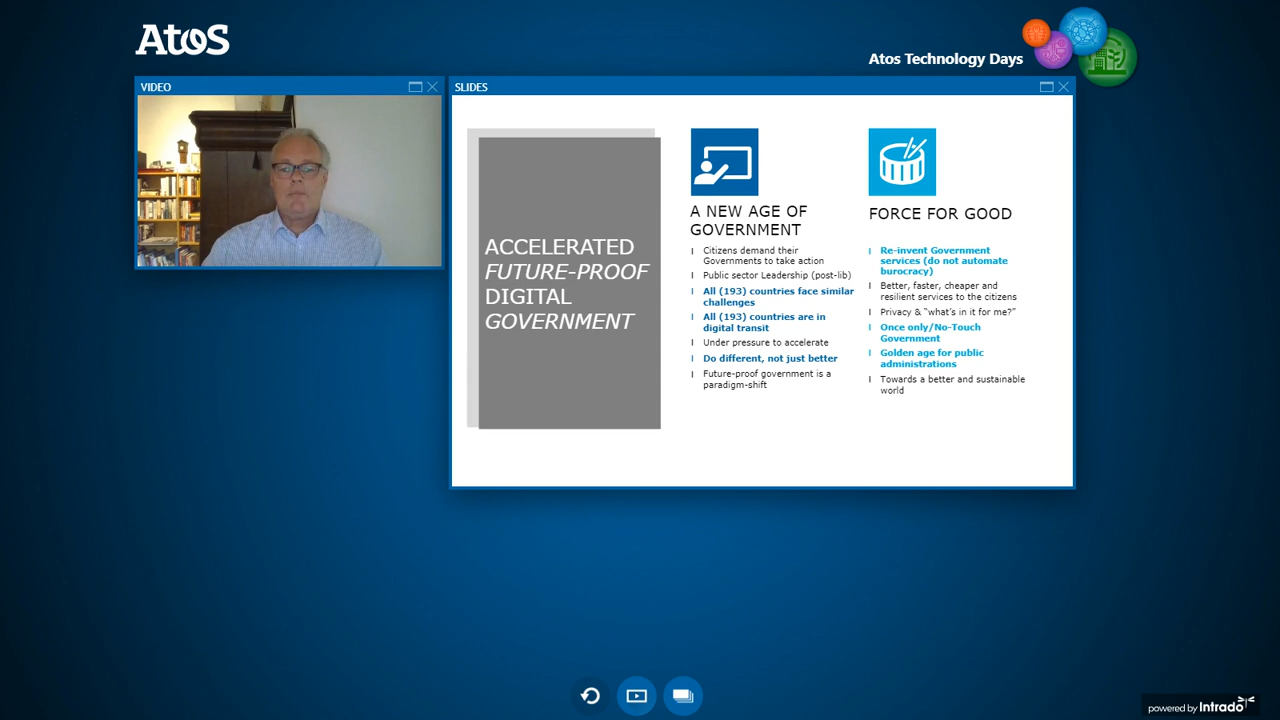 Atos
Atos Technology Days
VIDEO
SLIDES
ACCELERATED
FUTURE-PROOF
DIGITAL
GOVERNMENT
A NEW AGE OF
GOVERNMENT
Citizens demand their
Governments to take action
Public sector Leadership (post-lib)
All (193) countries face similar
challenges
All (193) countries are in
digital transit
Under pressure to accelerate
Do different, not just better
Future-proof government is a
paradigm-shift
FORCE FOR GOOD
Re-invent Government
services (do not automate
burocracy)
Better, faster, cheaper and
resilient services to the citizens
Privacy & “what's in it for me?”
Once only/No-Touch
Government
Golden age for public
administrations
Towards a better and sustainable
world
powered by Intrado